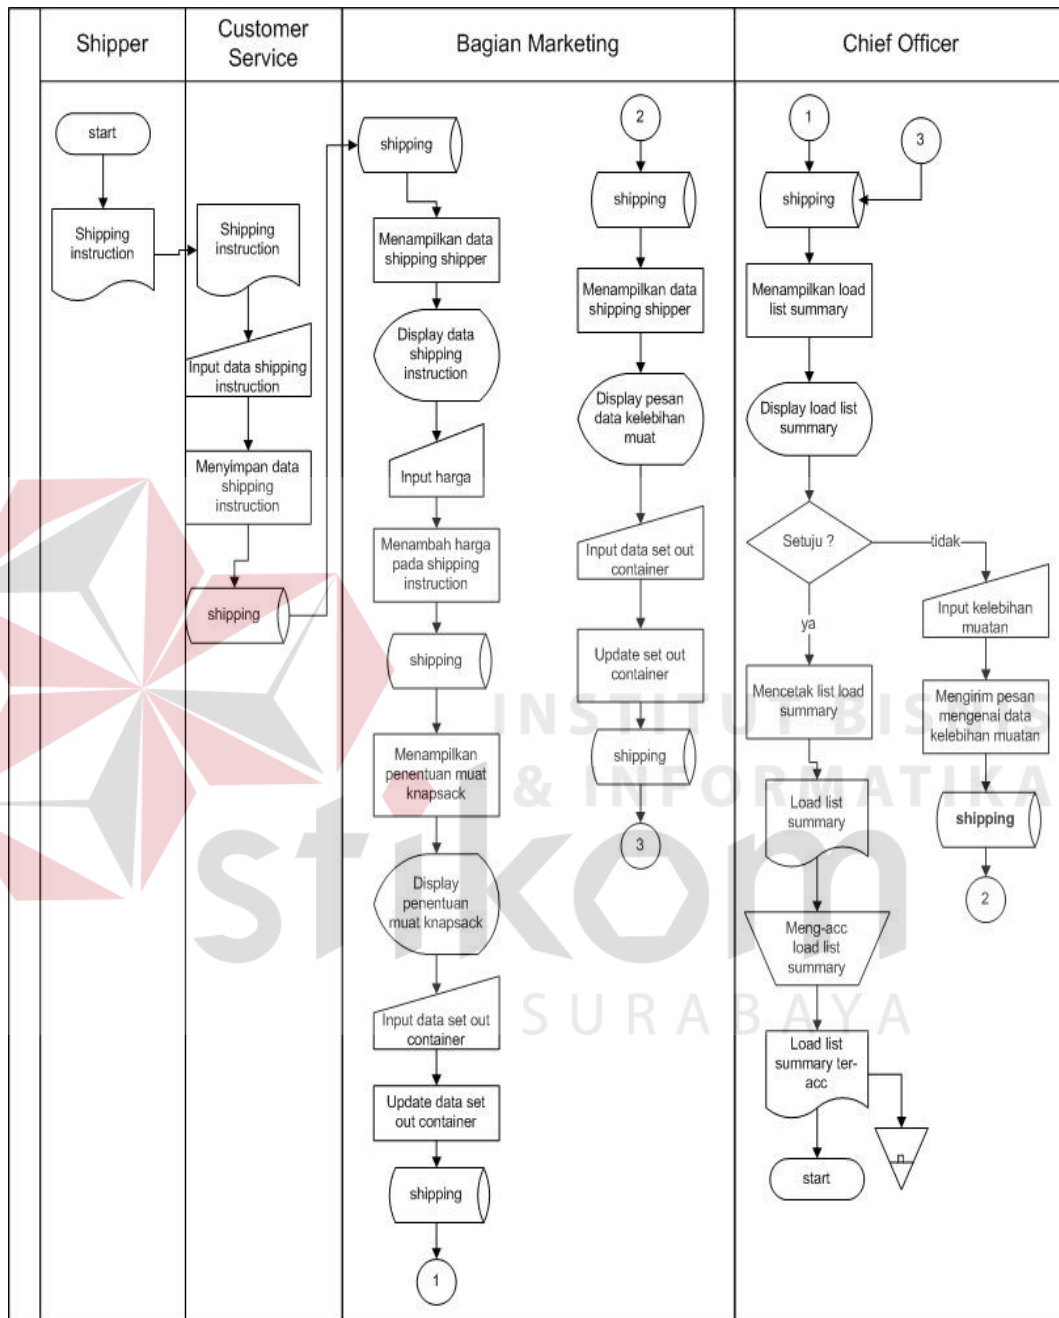 Shipper
Customer
Service
Bagian Marketing
Chief Officer
start
Shipping
instruction
Shipping
instruction
Input data shipping
instruction
Menyimpan data
shipping
instruction
shipping
shipping
Menampilkan data
shipping shipper
Display data
shipping
instruction
Input harga
Menambah harga
pada shipping
instruction
shipping
Menampilkan
penentuan muat
knapsack
Display
penentuan
muat knapsack
Input data set out
container
Update data set
out container
shipping
1
2
shipping
Menampilkan data
shipping shipper
Display pesan
data kelebihan
muat
Input data set out
container
Update set out
container
shipping
3
1
3
shipping
Menampilkan load
list summary
Display load list
summary
Setuju ?
tidak
ya
Input kelebihan
muatan
Mengirim pesan
mengenai data
kelebihan muatan
shipping
2
Mencetak list load
summary
Load list
summary
Meng-acc
load list
summary
Load list
summary ter-
acc
n
start
INSTITUT BISNIS
& INFORMATIKA
stikom
SURABAYA